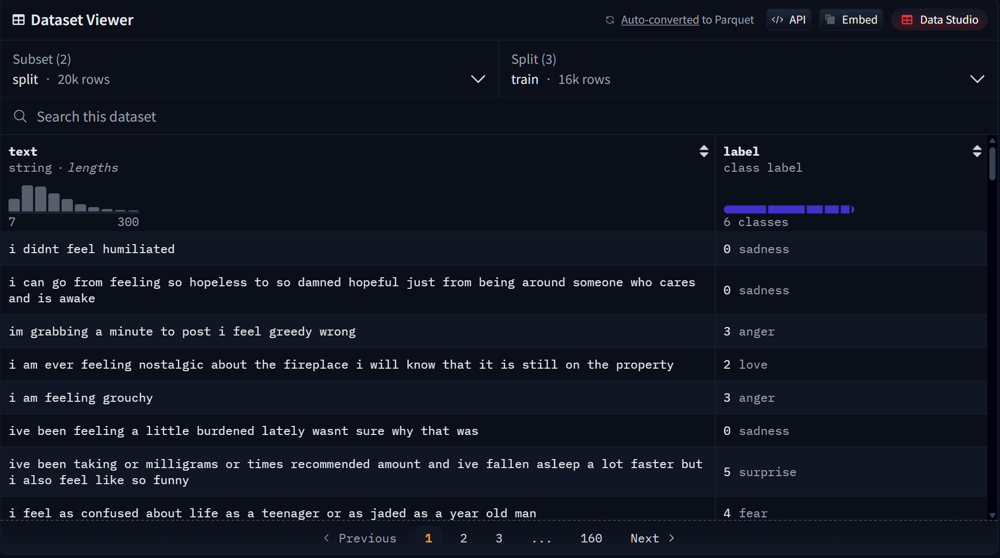 Dataset Viewer
Auto-converted to Parquet
API
Embed
Data Studio
Subset (2)
split · 20k rows
Split (3)
train · 16k rows
Search this dataset
text
string · lengths
7 300
label
class label
6 classes
i didnt feel humiliated
0 sadness
i can go from feeling so hopeless to so damned hopeful just from being around someone who cares
and is awake
0 sadness
im grabbing a minute to post i feel greedy wrong
3 anger
i am ever feeling nostalgic about the fireplace i will know that it is still on the property
2 love
i am feeling grouchy
3 anger
ive been feeling a little burdened lately wasnt sure why that was
0 sadness
ive been taking or milligrams or times recommended amount and ive fallen asleep a lot faster but
i also feel like so funny
5 surprise
i feel as confused about life as a teenager or as jaded as a year old man
4 fear
< Previous 1 2 3 ... 160 Next >